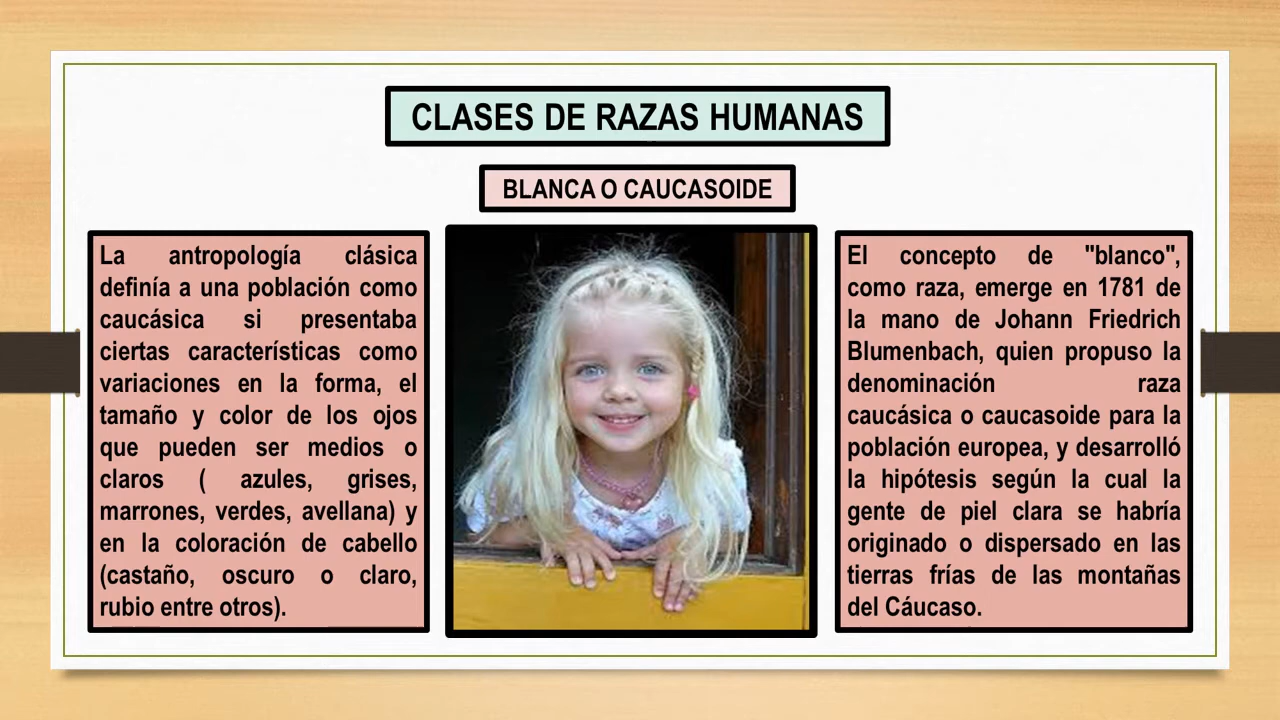 CLASES DE RAZAS HUMANAS
BLANCA O CAUCASOIDE
La antropología clásica
definía a una población como
caucásica si presentaba
ciertas características como
variaciones en la forma, el
tamaño y color de los ojos
que pueden ser medios o
claros ( azules, grises,
marrones, verdes, avellana) y
en la coloración de cabello
(castaño, oscuro o claro,
rubio entre otros).
El concepto de "blanco",
como raza, emerge en 1781 de
la mano de Johann Friedrich
Blumenbach, quien propuso la
denominación raza
caucásica o caucasoide para la
población europea, y desarrolló
la hipótesis según la cual la
gente de piel clara se habría
originado o dispersado en las
tierras frías de las montañas
del Cáucaso.